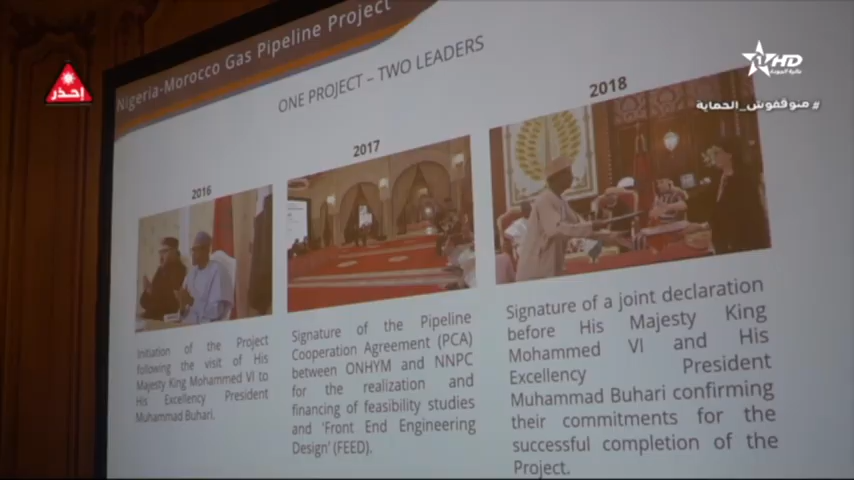 Nigeria-Morocco Gas Pipeline Project
ONE PROJECT – TWO LEADERS
إحذر
HD
عالية الجودة
# متوقفوش_الحماية
2016
Initiation of the Project
following the visit of His
Majesty King Mohammed VI to
His Excellency President
Muhammad Buhari.
2017
Signature of the Pipeline
Cooperation Agreement (PCA)
between ONHYM and NNPC
for the realization and
financing of feasibility studies
and 'Front End Engineering
Design' (FEED).
2018
Signature of a joint declaration
before His Majesty King
Mohammed VI and His
Excellency President
Muhammad Buhari confirming
their commitments for the
successful completion of the
Project.